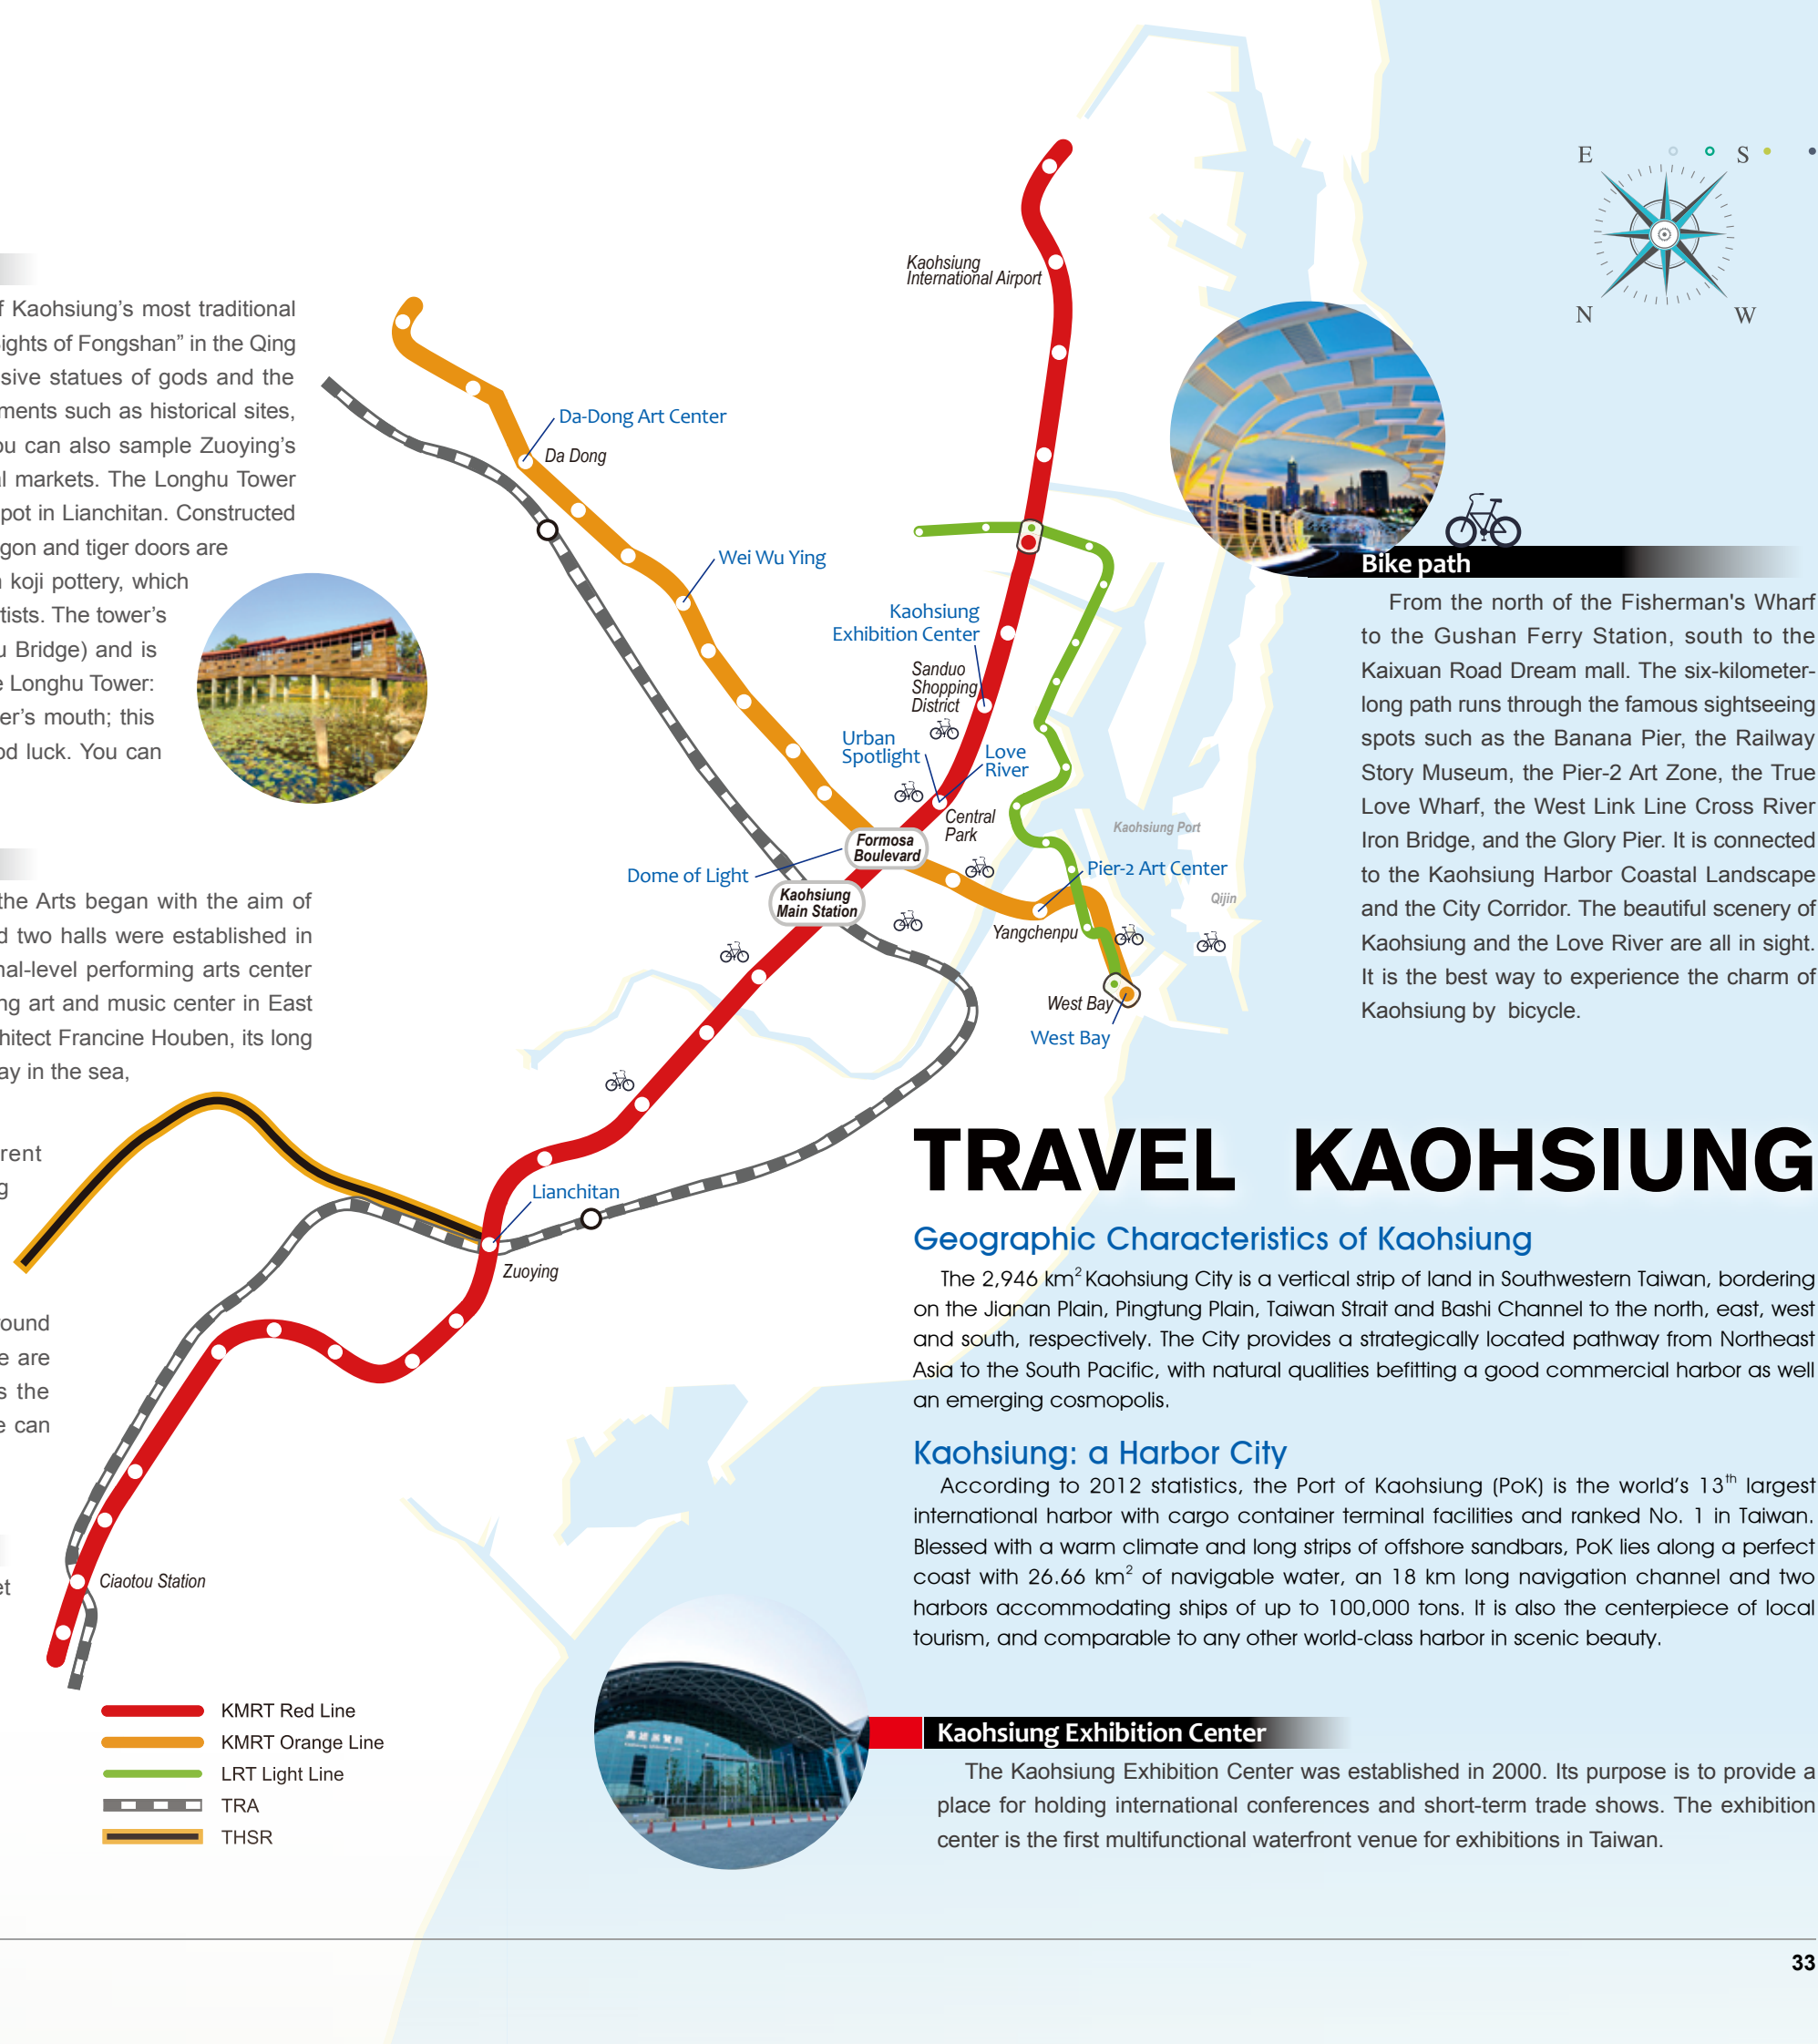 f Kaohsiung's most traditional
ights of Fongshan” in the Qing
sive statues of gods and the
ments such as historical sites,
ou can also sample Zuoying's
l markets. The Longhu Tower
pot in Lianchitan. Constructed
gon and tiger doors are
koji pottery, which
tists. The tower's
u Bridge) and is
e Longhu Tower:
er's mouth; this
od luck. You can
the Arts began with the aim of
d two halls were established in
nal-level performing arts center
ng art and music center in East
hitect Francine Houben, its long
ay in the sea,
rent
g
ound
e are
s the
e can
et
Kaohsiung
International Airport
Da-Dong Art Center
Da Dong
Wei Wu Ying
Kaohsiung
Exhibition Center
Sanduo
Shopping
District
Urban
Spotlight
Love
River
Central
Park
Formosa
Boulevard
Dome of Light
Kaohsiung
Main Station
Kaohsiung Port
Pier-2 Art Center
Qijin
Yangchenpu
West Bay
West Bay
Lianchitan
Zuoying
Ciaotou Station
KMRT Red Line
KMRT Orange Line
LRT Light Line
TRA
THSR
E
S
N
W
Bike path
From the north of the Fisherman's Wharf
to the Gushan Ferry Station, south to the
Kaixuan Road Dream mall. The six-kilometer-
long path runs through the famous sightseeing
spots such as the Banana Pier, the Railway
Story Museum, the Pier-2 Art Zone, the True
Love Wharf, the West Link Line Cross River
Iron Bridge, and the Glory Pier. It is connected
to the Kaohsiung Harbor Coastal Landscape
and the City Corridor. The beautiful scenery of
Kaohsiung and the Love River are all in sight.
It is the best way to experience the charm of
Kaohsiung by bicycle.
TRAVEL KAOHSIUNG
Geographic Characteristics of Kaohsiung
The 2,946 km² Kaohsiung City is a vertical strip of land in Southwestern Taiwan, bordering
on the Jianan Plain, Pingtung Plain, Taiwan Strait and Bashi Channel to the north, east, west
and south, respectively. The City provides a strategically located pathway from Northeast
Asia to the South Pacific, with natural qualities befitting a good commercial harbor as well
an emerging cosmopolis.
Kaohsiung: a Harbor City
According to 2012 statistics, the Port of Kaohsiung (PoK) is the world's 13th largest
international harbor with cargo container terminal facilities and ranked No. 1 in Taiwan.
Blessed with a warm climate and long strips of offshore sandbars, PoK lies along a perfect
coast with 26.66 km² of navigable water, an 18 km long navigation channel and two
harbors accommodating ships of up to 100,000 tons. It is also the centerpiece of local
tourism, and comparable to any other world-class harbor in scenic beauty.
高雄展覽館
Kaohsiung Exhibition Center
The Kaohsiung Exhibition Center was established in 2000. Its purpose is to provide a
place for holding international conferences and short-term trade shows. The exhibition
center is the first multifunctional waterfront venue for exhibitions in Taiwan.
33